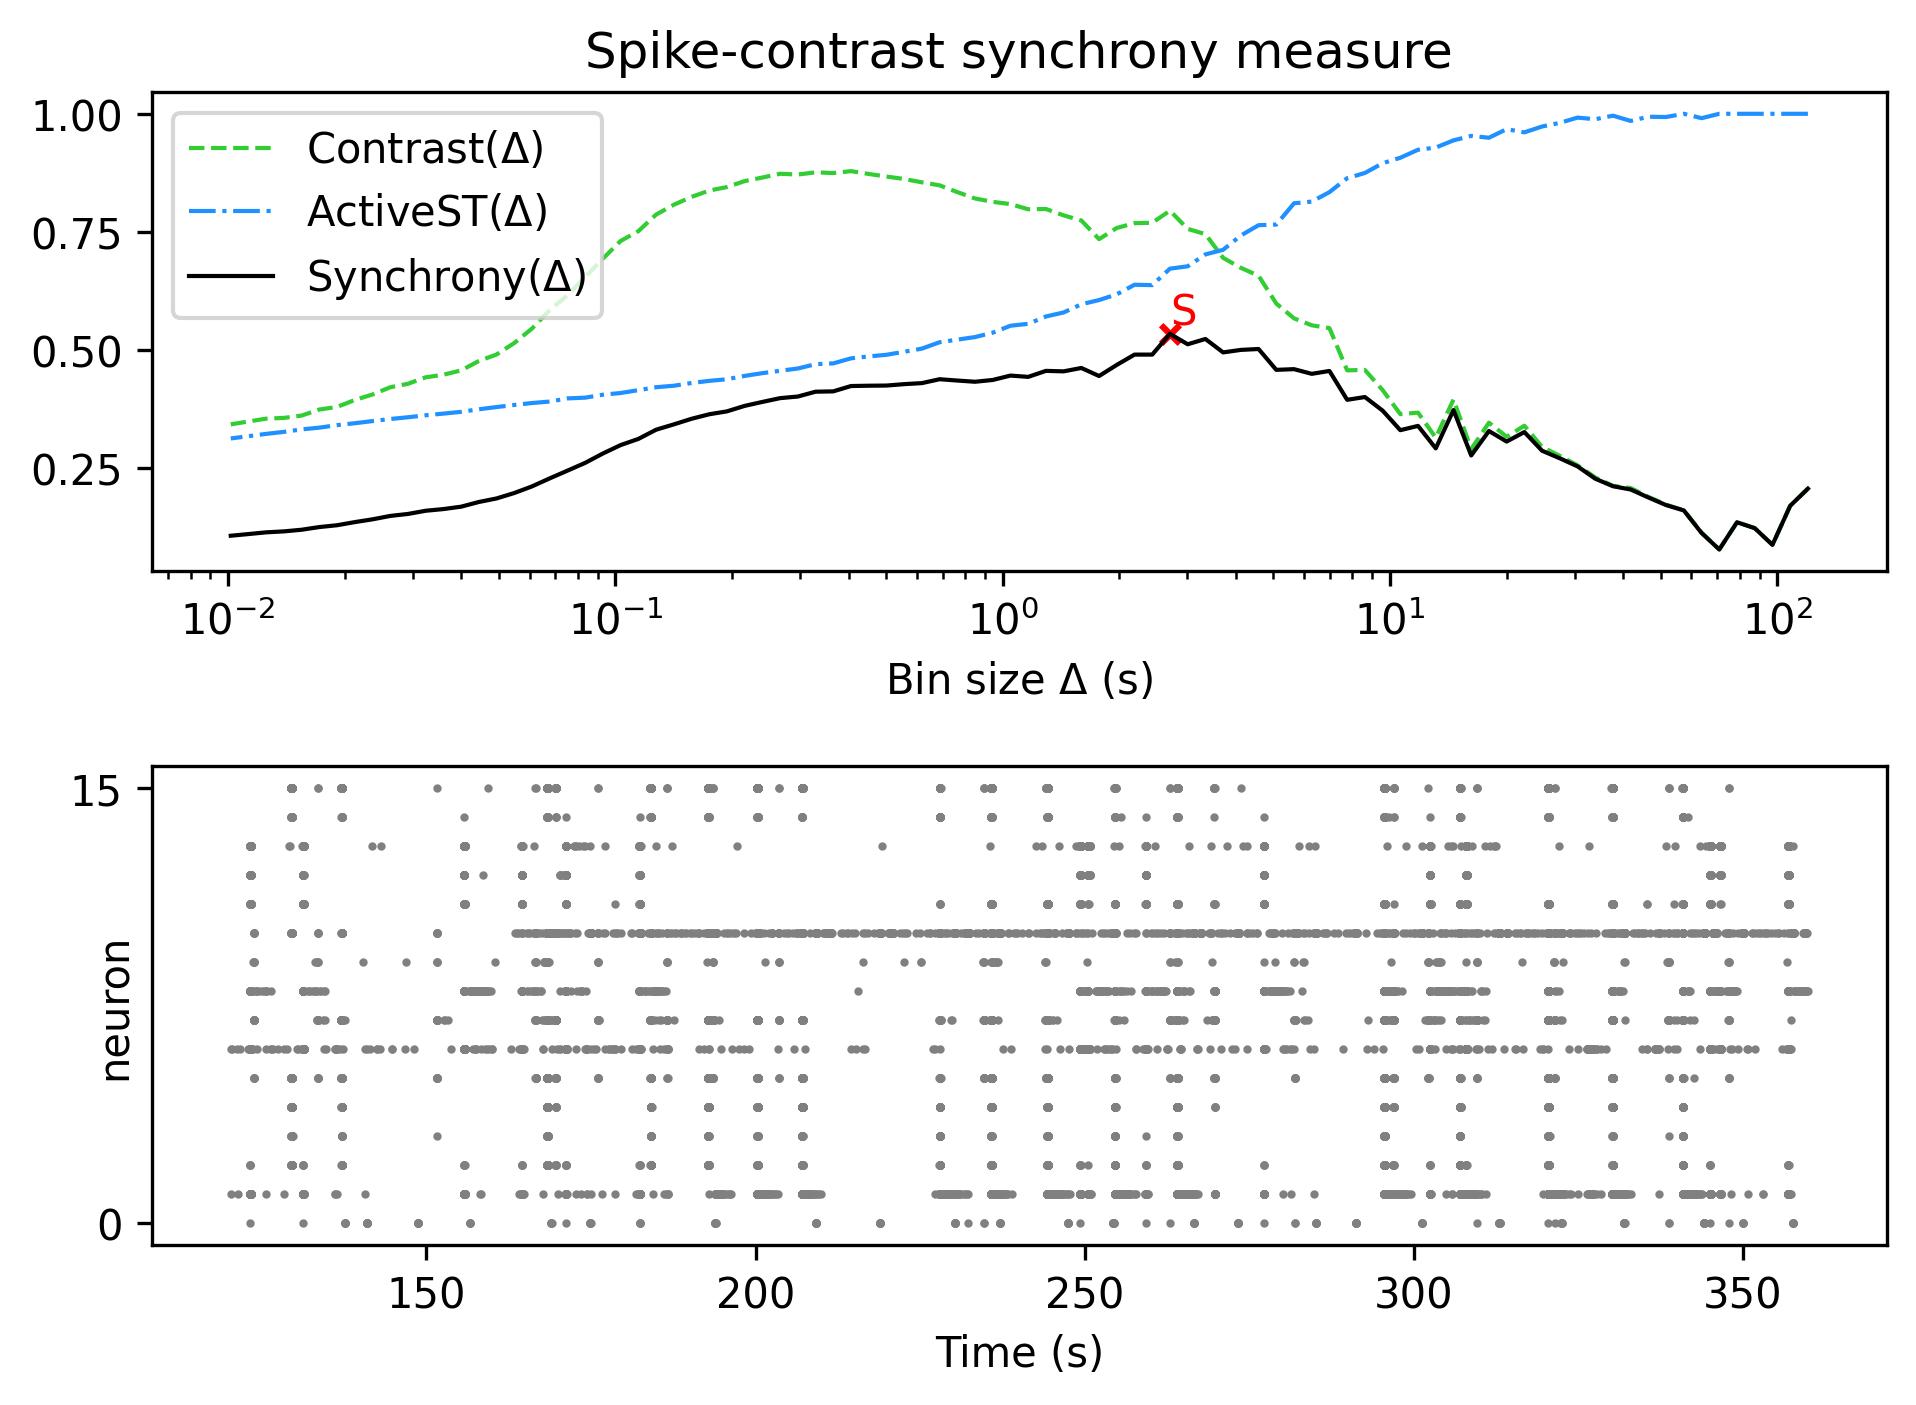 Spike-contrast synchrony measure
1.00
0.75
0.50
0.25
Contrast(Δ)
ActiveST(Δ)
Synchrony(Δ)
S
10⁻² 10⁻¹ 10⁰ 10¹ 10²
Bin size Δ (s)
15
0
neuron
150 200 250 300 350
Time (s)